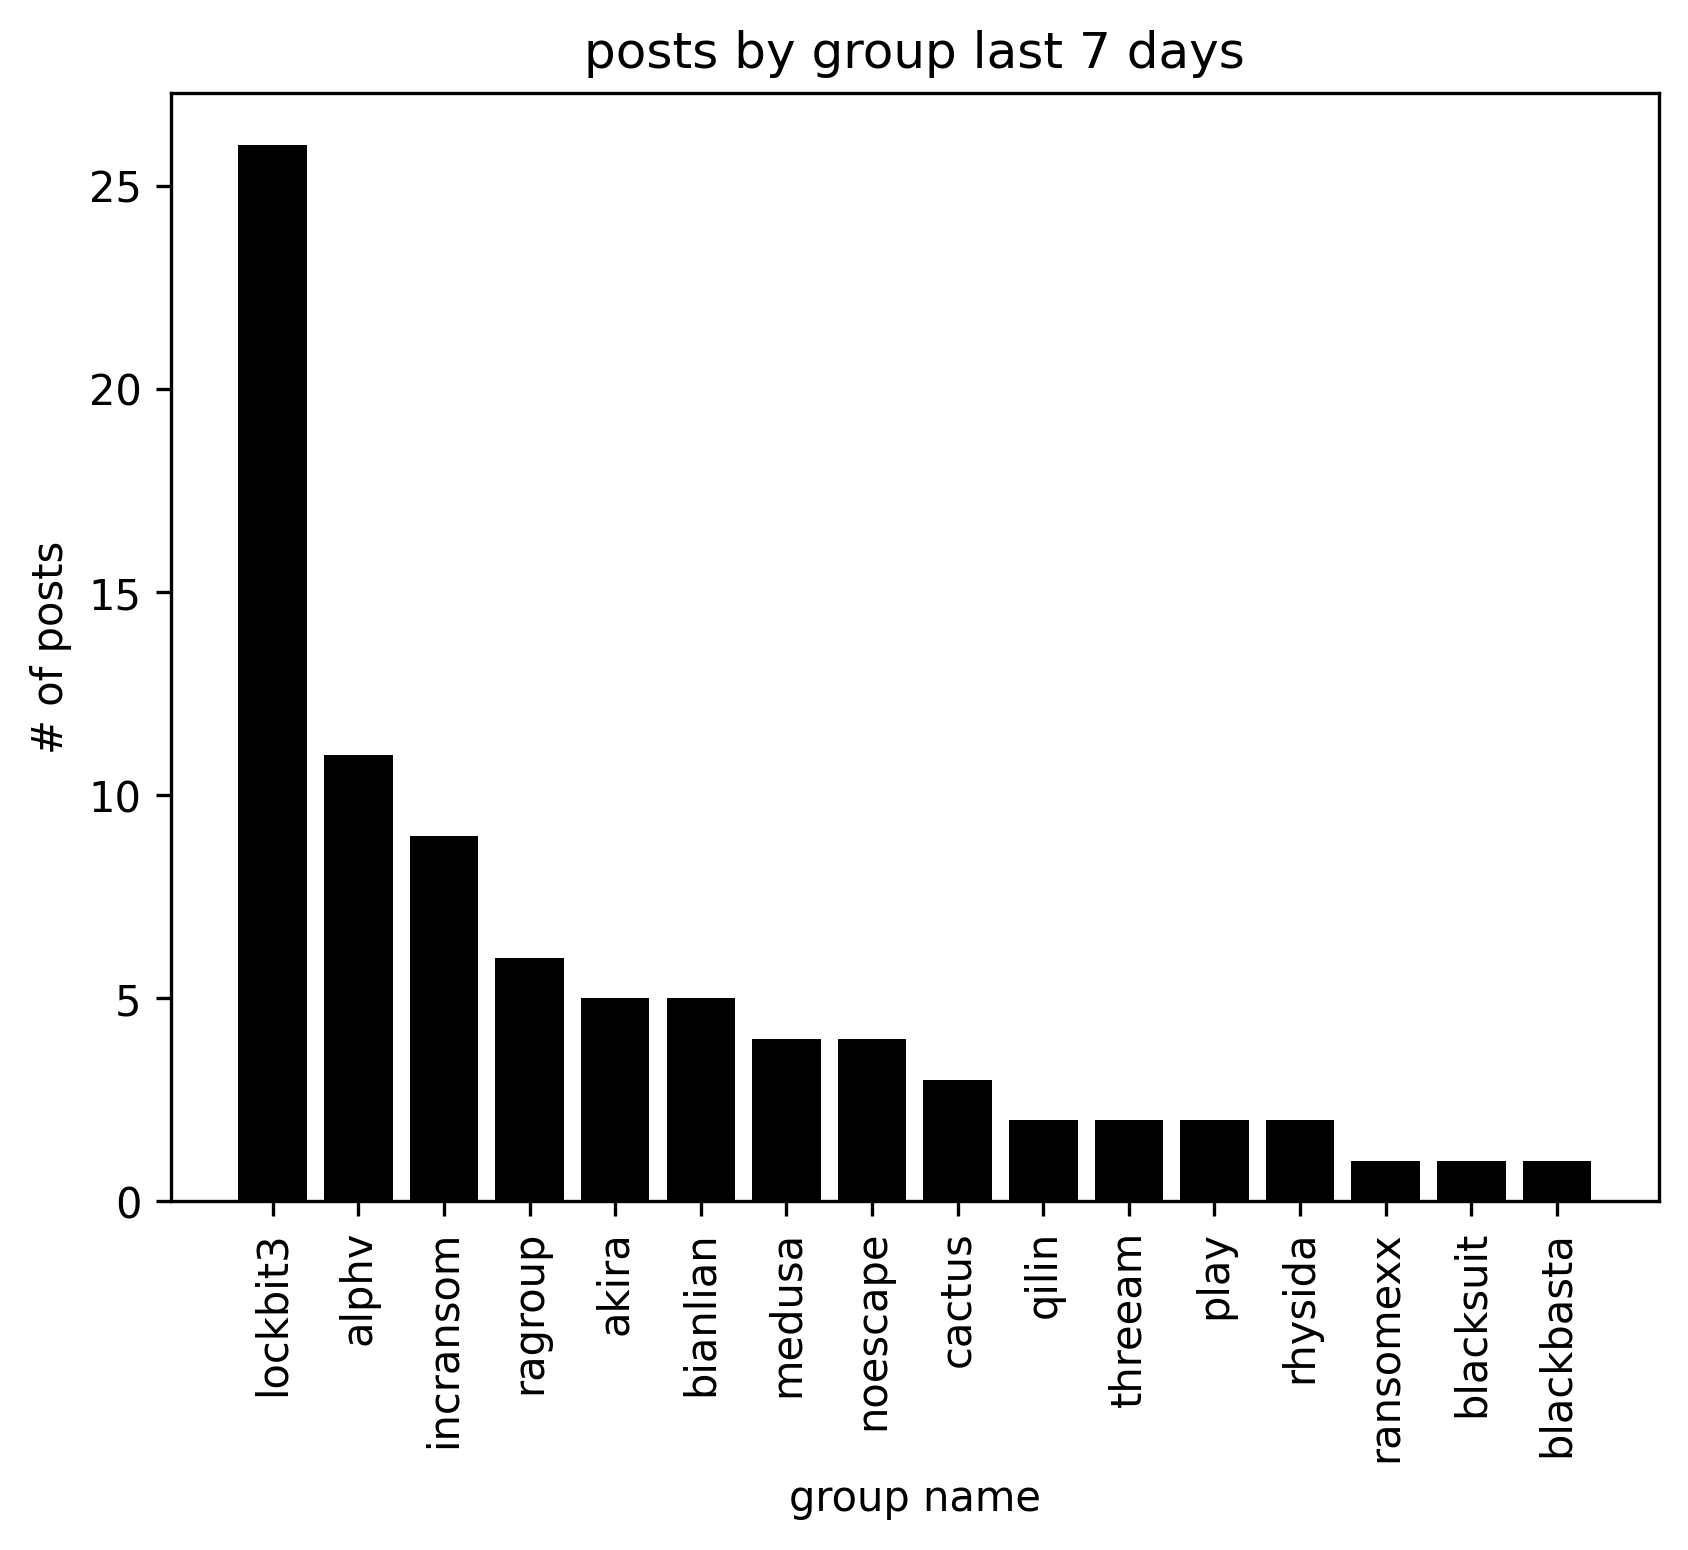 posts by group last 7 days
# of posts
25
20
15
10
5
0
lockbit3
alphv
incransom
ragroup
akira
bianlian
medusa
noescape
cactus
qilin
threeam
play
rhysida
ransomexx
blacksuit
blackbasta
group name